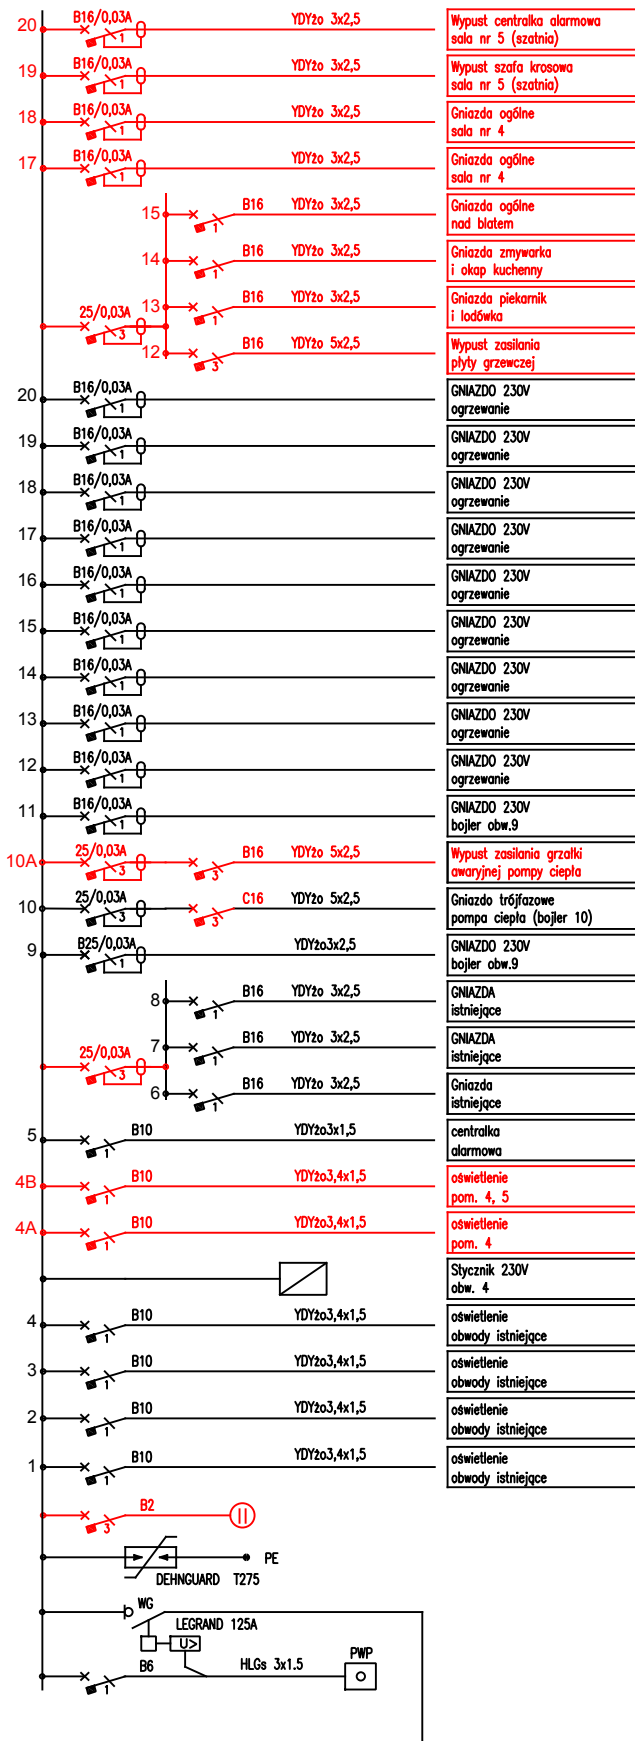 20 B16/0,03A 1 YDYżo 3x2,5 Wypust centralka alarmowa
sala nr 5 (szatnia)
19 B16/0,03A 1 YDYżo 3x2,5 Wypust szafa krosowa
sala nr 5 (szatnia)
18 B16/0,03A 1 YDYżo 3x2,5 Gniazda ogólne
sala nr 4
17 B16/0,03A 1 YDYżo 3x2,5 Gniazda ogólne
sala nr 4
15 1 B16 YDYżo 3x2,5 Gniazda ogólne
nad blatem
14 1 B16 YDYżo 3x2,5 Gniazda zmywarka
i okap kuchenny
13 1 B16 YDYżo 3x2,5 Gniazda piekarnik
i lodówka
25/0,03A 3
12 3 B16 YDYżo 5x2,5 Wypust zasilania
płyty grzewczej
20 B16/0,03A 1 GNIAZDO 230V
ogrzewanie
19 B16/0,03A 1 GNIAZDO 230V
ogrzewanie
18 B16/0,03A 1 GNIAZDO 230V
ogrzewanie
17 B16/0,03A 1 GNIAZDO 230V
ogrzewanie
16 B16/0,03A 1 GNIAZDO 230V
ogrzewanie
15 B16/0,03A 1 GNIAZDO 230V
ogrzewanie
14 B16/0,03A 1 GNIAZDO 230V
ogrzewanie
13 B16/0,03A 1 GNIAZDO 230V
ogrzewanie
12 B16/0,03A 1 GNIAZDO 230V
ogrzewanie
11 B16/0,03A 1 GNIAZDO 230V
bojler obw.9
10A 25/0,03A 3 3 B16 YDYżo 5x2,5 Wypust zasilania grzałki
awaryjnej pompy ciepła
10 25/0,03A 3 3 C16 YDYżo 5x2,5 Gniazdo trójfazowe
pompa ciepła (bojler 10)
9 B25/0,03A 1 YDYżo3x2,5 GNIAZDO 230V
bojler obw.9
8 1 B16 YDYżo 3x2,5 GNIAZDA
istniejące
7 1 B16 YDYżo 3x2,5 GNIAZDA
istniejące
25/0,03A 3
6 1 B16 YDYżo 3x2,5 Gniazda
istniejące
5 1 B10 YDYżo3x1,5 centralka
alarmowa
4B 1 B10 YDYżo3,4x1,5 oświetlenie
pom. 4, 5
4A 1 B10 YDYżo3,4x1,5 oświetlenie
pom. 4
Stycznik 230V
obw. 4
4 1 B10 YDYżo3,4x1,5 oświetlenie
obwody istniejące
3 1 B10 YDYżo3,4x1,5 oświetlenie
obwody istniejące
2 1 B10 YDYżo3,4x1,5 oświetlenie
obwody istniejące
1 1 B10 YDYżo3,4x1,5 oświetlenie
obwody istniejące
3 B2
PE
DEHNGUARD T275
WG
LEGRAND 125A
U>
1 B6 HLGs 3x1.5 PWP